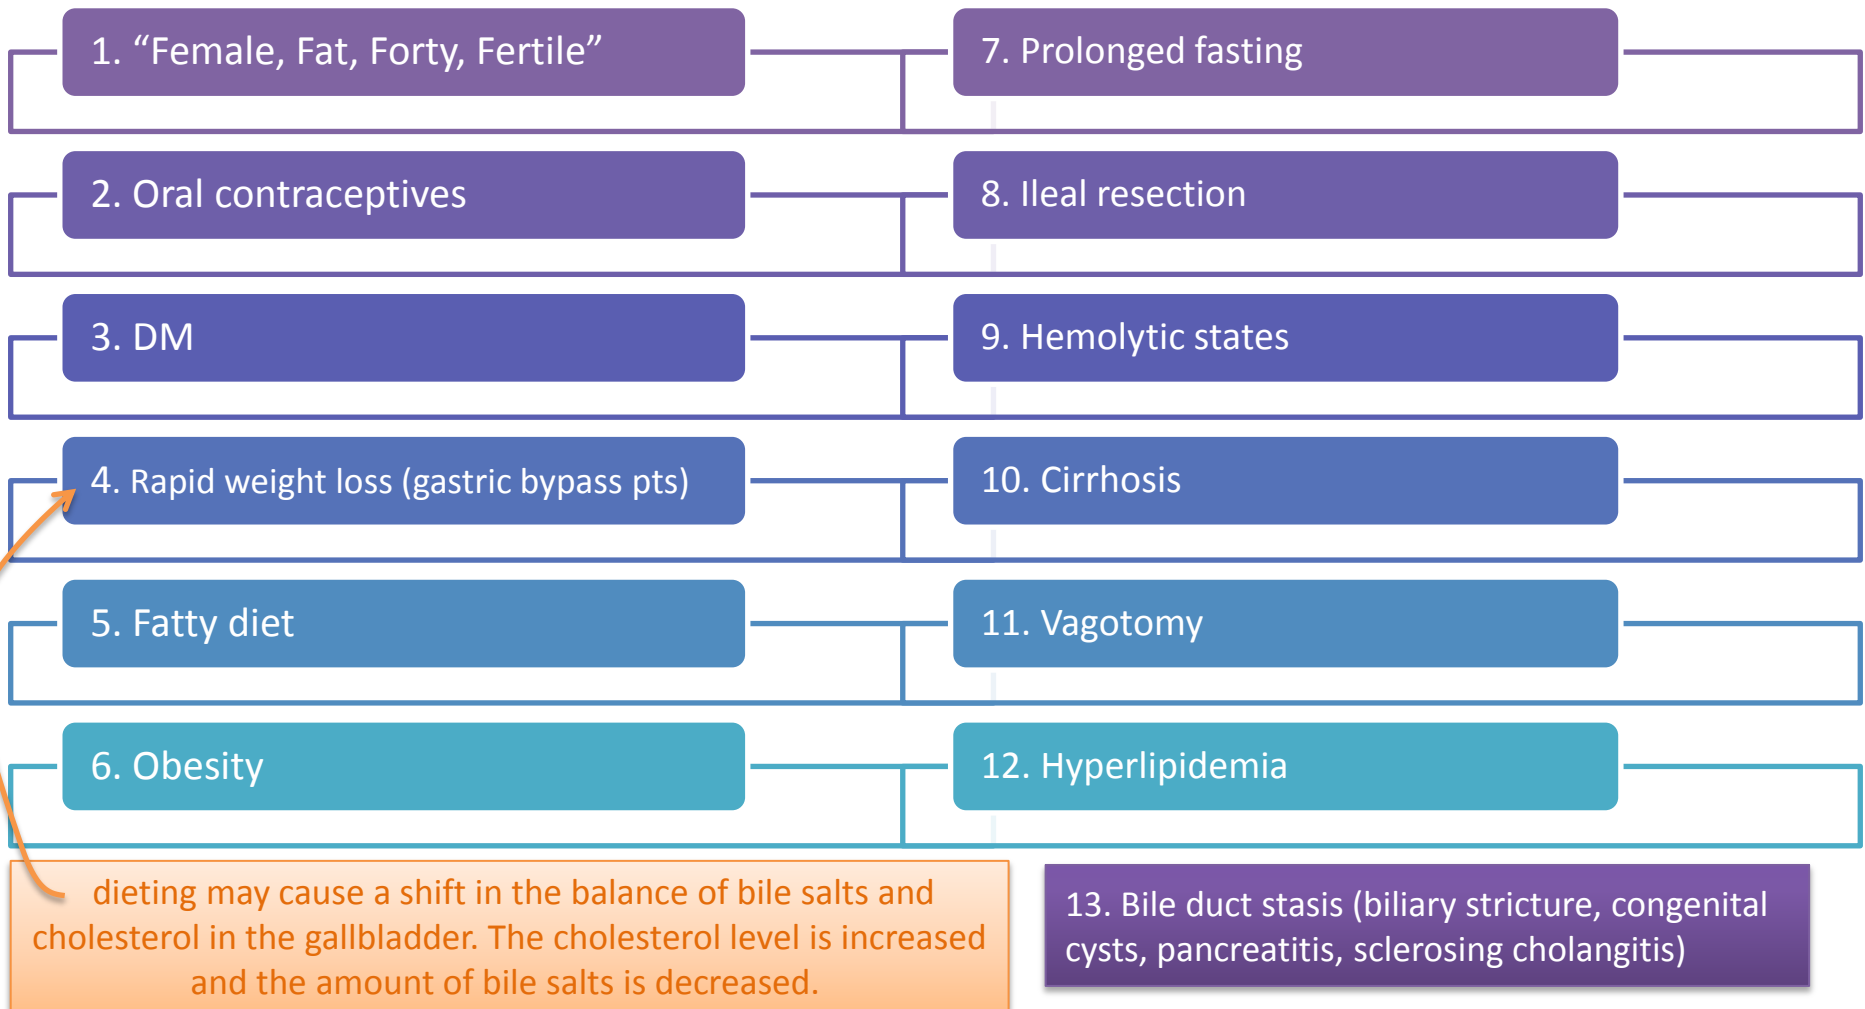 1. “Female, Fat, Forty, Fertile”
2. Oral contraceptives
3. DM
4. Rapid weight loss (gastric bypass pts)
5. Fatty diet
6. Obesity
7. Prolonged fasting
8. Ileal resection
9. Hemolytic states
10. Cirrhosis
11. Vagotomy
12. Hyperlipidemia
dieting may cause a shift in the balance of bile salts and
cholesterol in the gallbladder. The cholesterol level is increased
and the amount of bile salts is decreased.
13. Bile duct stasis (biliary stricture, congenital
cysts, pancreatitis, sclerosing cholangitis)